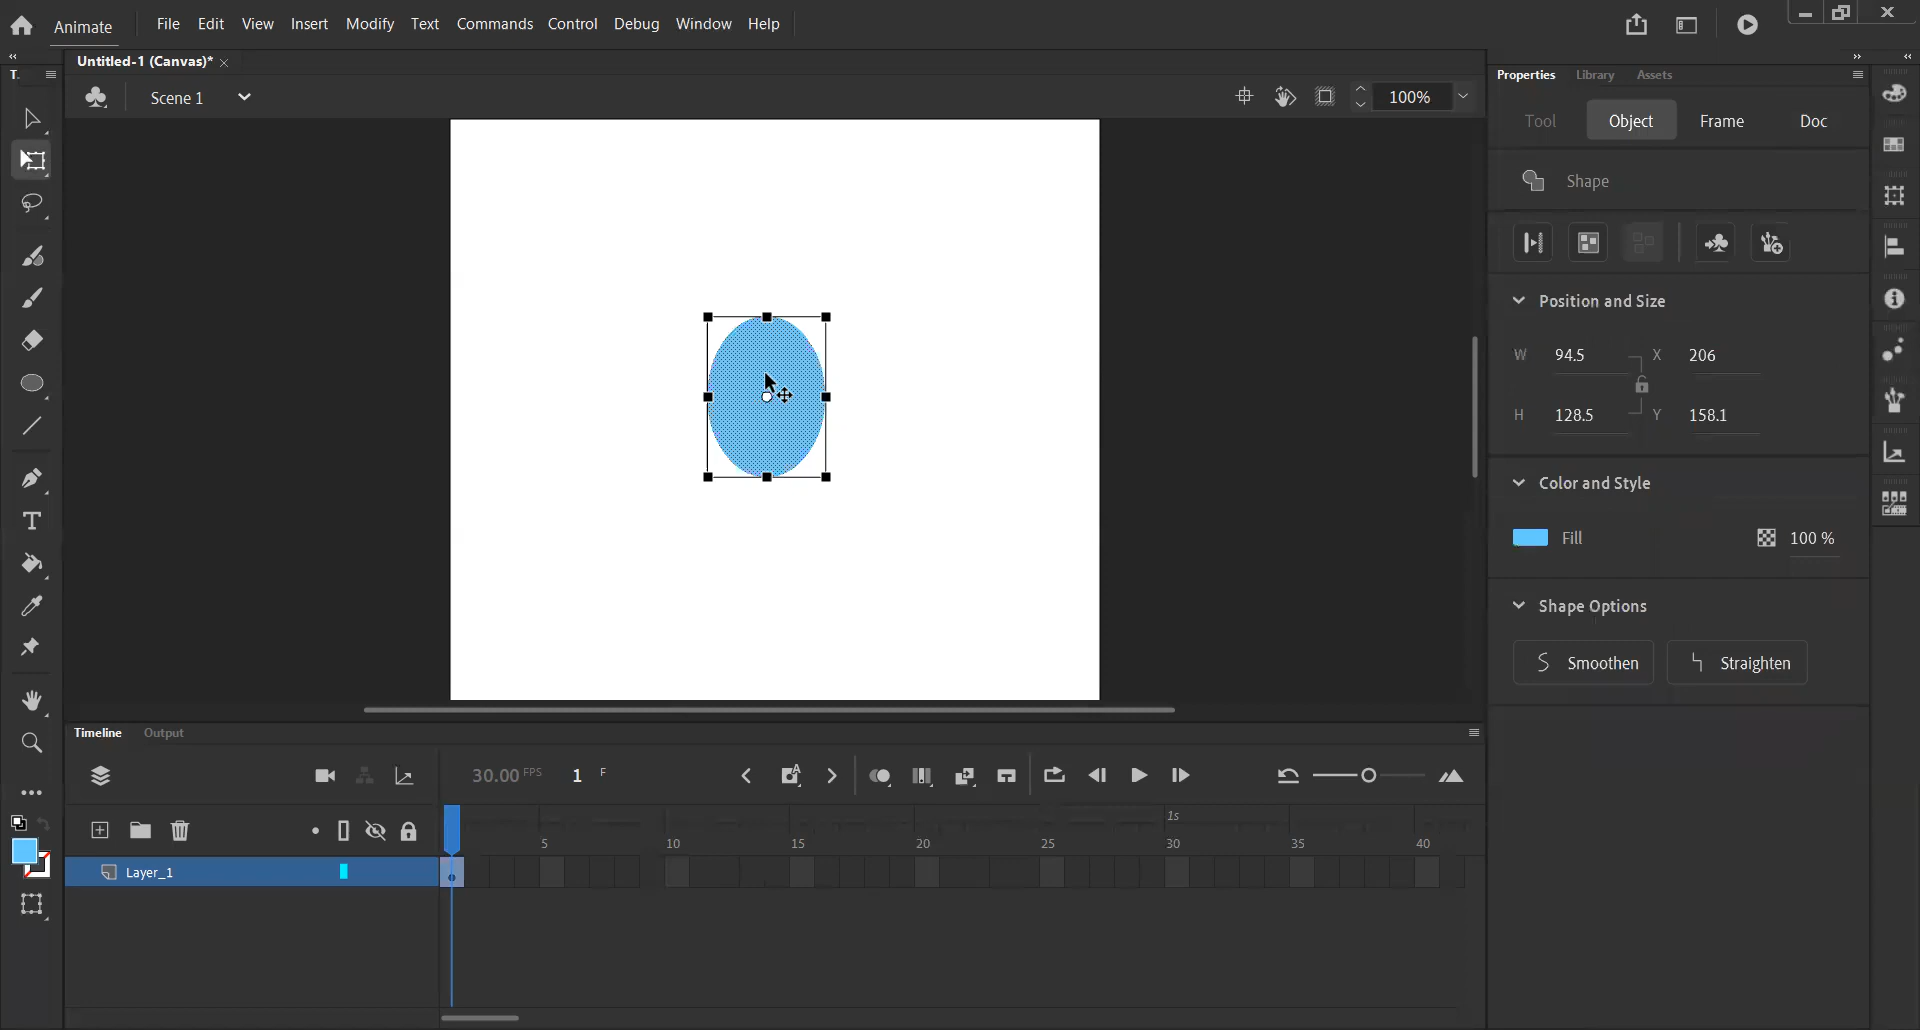 Animate File Edit View Insert Modify Text Commands Control Debug Window Help
Untitled-1 (Canvas)*
T.
Properties Library Assets
Scene 1
100%
Tool Object Frame Doc
Shape
Position and Size
W 94.5 X 206
H 128.5 Y 158.1
Color and Style
Fill 100 %
Shape Options
Smoothen Straighten
Timeline Output
30.00 FPS 1 F
1s
5 10 15 20 25 30 35 40
Layer_1